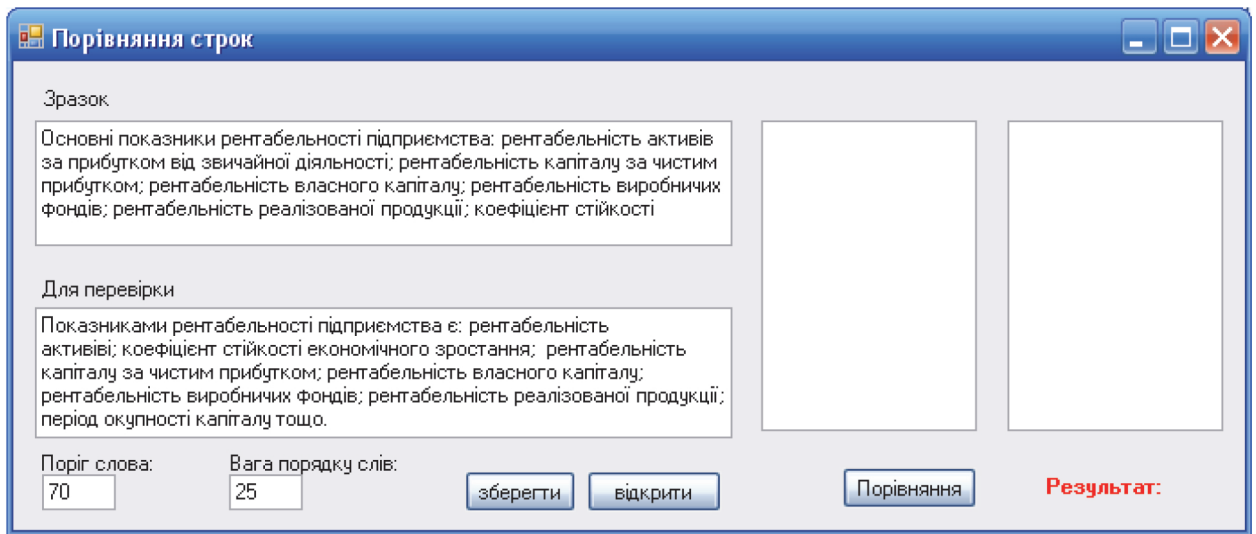 Порівняння строк
Зразок
Основні показники рентабельності підприємства: рентабельність активів
за прибутком від звичайної діяльності; рентабельність капіталу за чистим
прибутком; рентабельність власного капіталу; рентабельність виробничих
фондів; рентабельність реалізованої продукції; коефіцієнт стійкості
Для перевірки
Показниками рентабельності підприємства є: рентабельність
активіві; коефіцієнт стійкості економічного зростання;  рентабельність
капіталу за чистим прибутком; рентабельність власного капіталу;
рентабельність виробничих фондів; рентабельність реалізованої продукції;
період окупності капіталу тощо.
Поріг слова: Вага порядку слів:
70 25 зберегти відкрити Порівняння Результат: